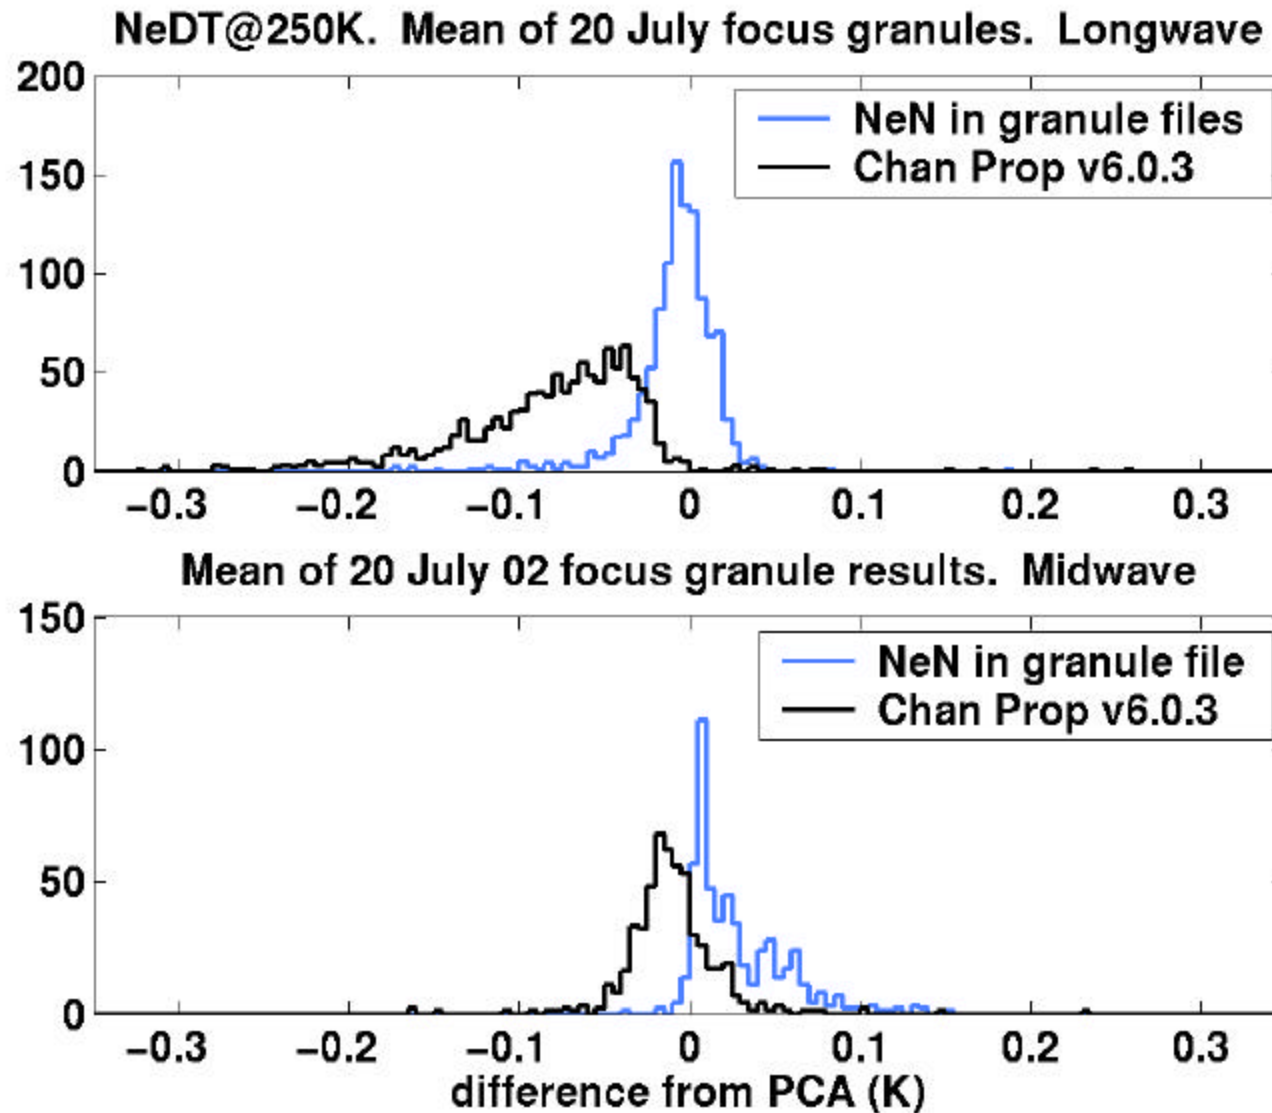 NeDT@250K. Mean of 20 July focus granules. Longwave
200
150
100
50
0
NeN in granule files
Chan Prop v6.0.3
−0.3 −0.2 −0.1 0 0.1 0.2 0.3
Mean of 20 July 02 focus granule results. Midwave
150
100
50
0
NeN in granule file
Chan Prop v6.0.3
−0.3 −0.2 −0.1 0 0.1 0.2 0.3
difference from PCA (K)